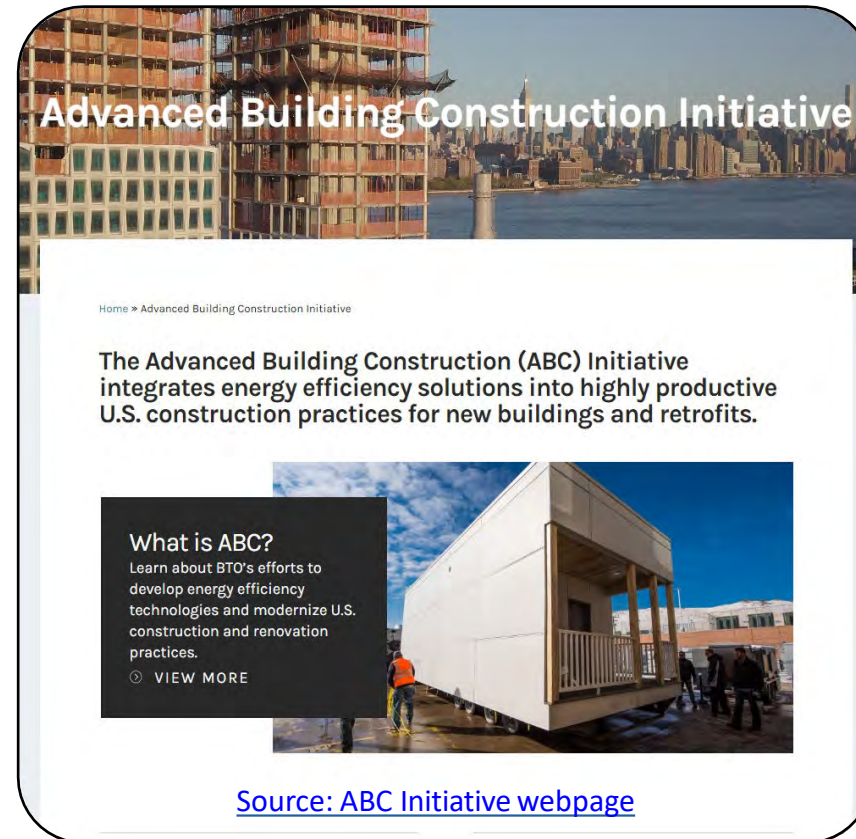 Advanced Building Construction Initiative
Home » Advanced Building Construction Initiative
The Advanced Building Construction (ABC) Initiative
integrates energy efficiency solutions into highly productive
U.S. construction practices for new buildings and retrofits.
What is ABC?
Learn about BTO's efforts to
develop energy efficiency
technologies and modernize U.S.
construction and renovation
practices.
VIEW MORE
Source: ABC Initiative webpage